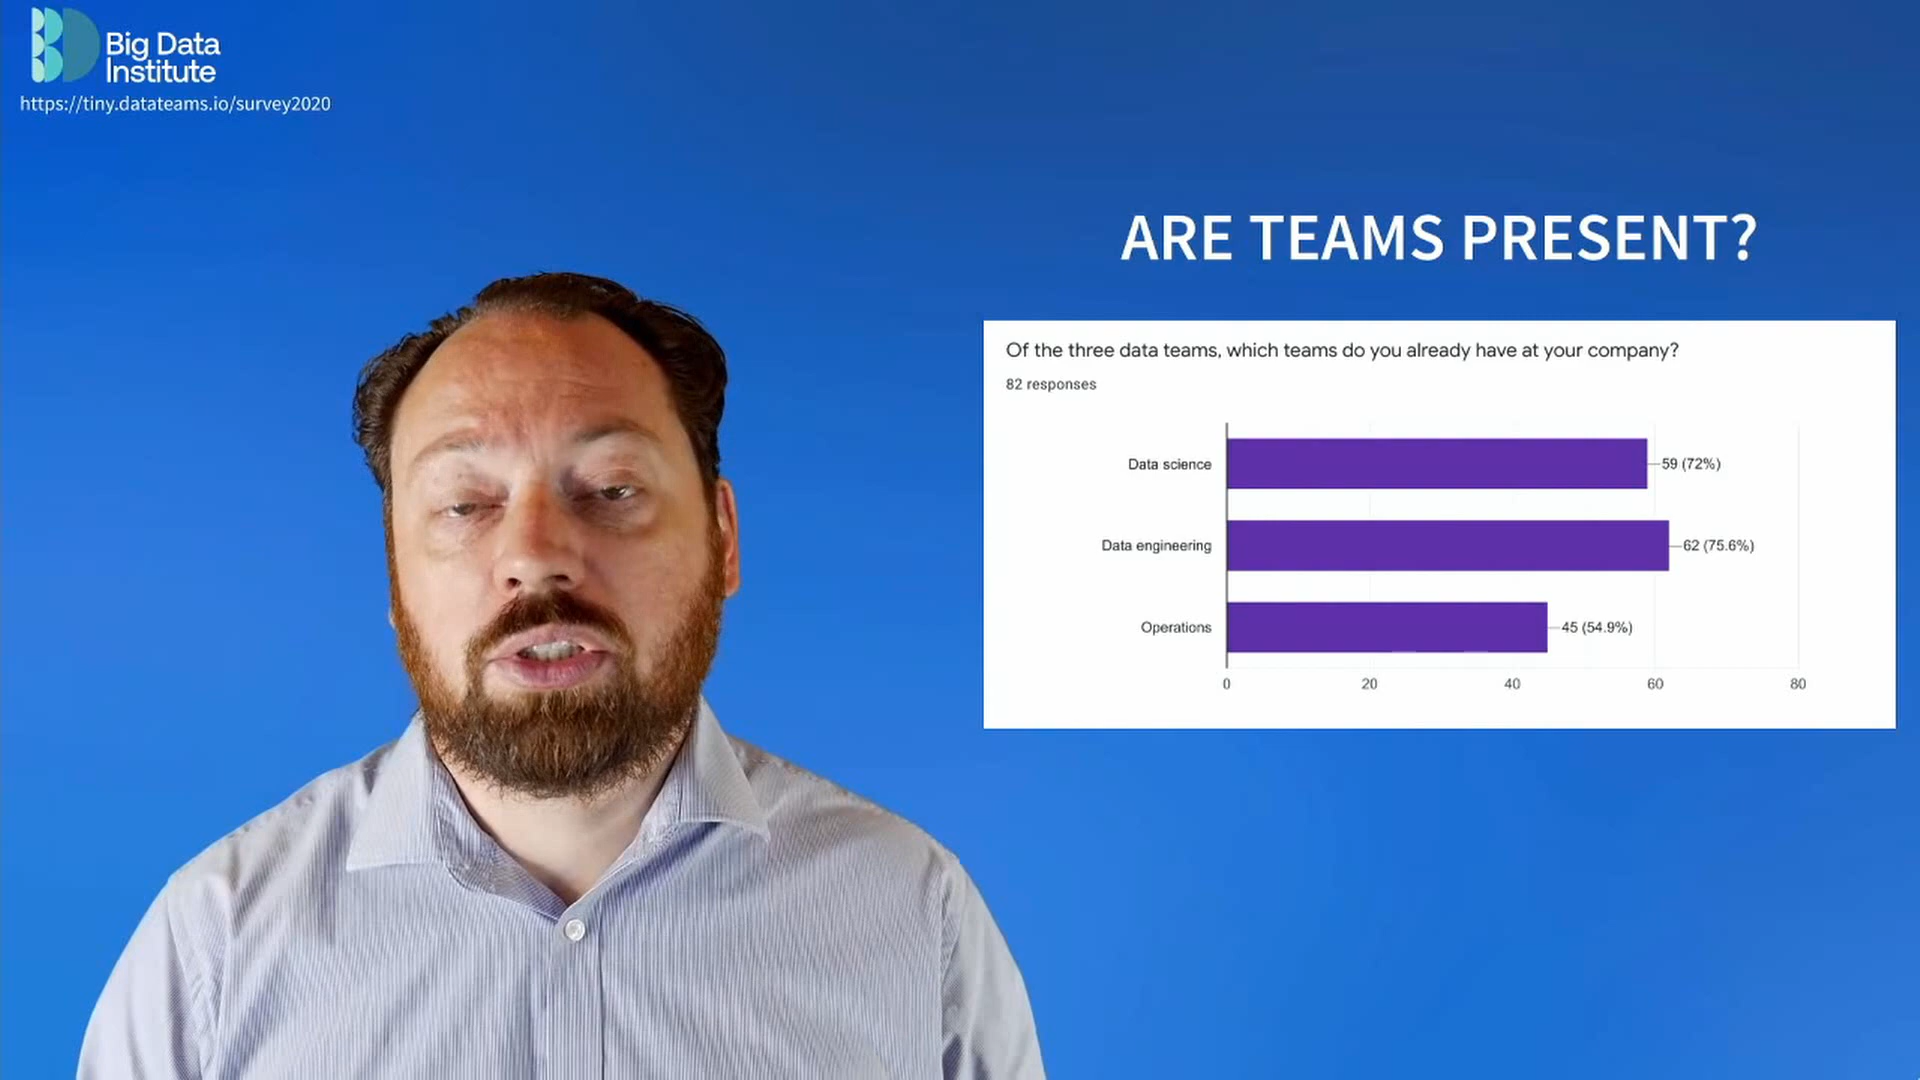 Big Data
Institute
https://tiny.datateams.io/survey2020
ARE TEAMS PRESENT?
Of the three data teams, which teams do you already have at your company?
82 responses
Data science
59 (72%)
Data engineering
62 (75.6%)
Operations
45 (54.9%)
0 20 40 60 80